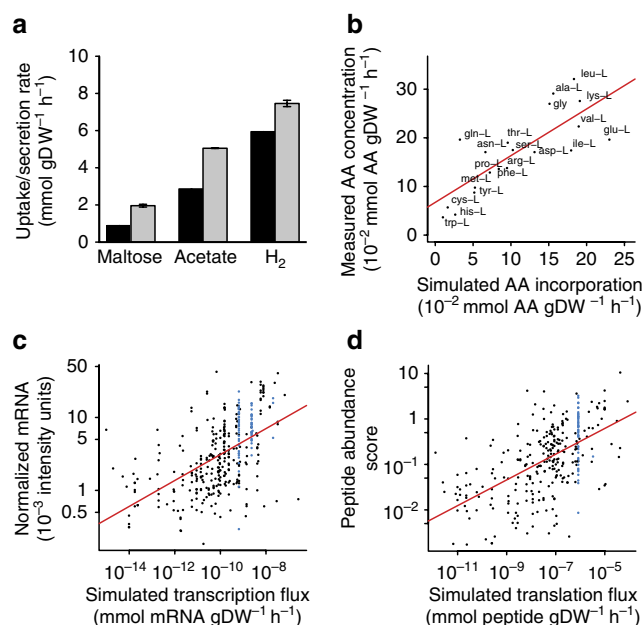 a
Uptake/secretion rate
(mmol gDW⁻¹ h⁻¹)
8
6
4
2
0
Maltose Acetate H₂
b
Measured AA concentration
(10⁻² mmol AA gDW⁻¹ h⁻¹)
30
20
10
0
leu–L
ala–L
lys–L
gly
val–L
gln–L
thr–L
glu–L
asn–L
ser–L
asp–L
ile–L
pro–L
arg–L
met–L
phe–L
tyr–L
cys–L
his–L
trp–L
0 5 10 15 20 25
Simulated AA incorporation
(10⁻² mmol AA gDW⁻¹ h⁻¹)
c
Normalized mRNA
(10⁻³ intensity units)
50
10
5
1
0.5
10⁻¹⁴ 10⁻¹² 10⁻¹⁰ 10⁻⁸
Simulated transcription flux
(mmol mRNA gDW⁻¹ h⁻¹)
d
Peptide abundance
score
10
1
10⁻¹
10⁻²
10⁻¹¹ 10⁻⁹ 10⁻⁷ 10⁻⁵
Simulated translation flux
(mmol peptide gDW⁻¹ h⁻¹)